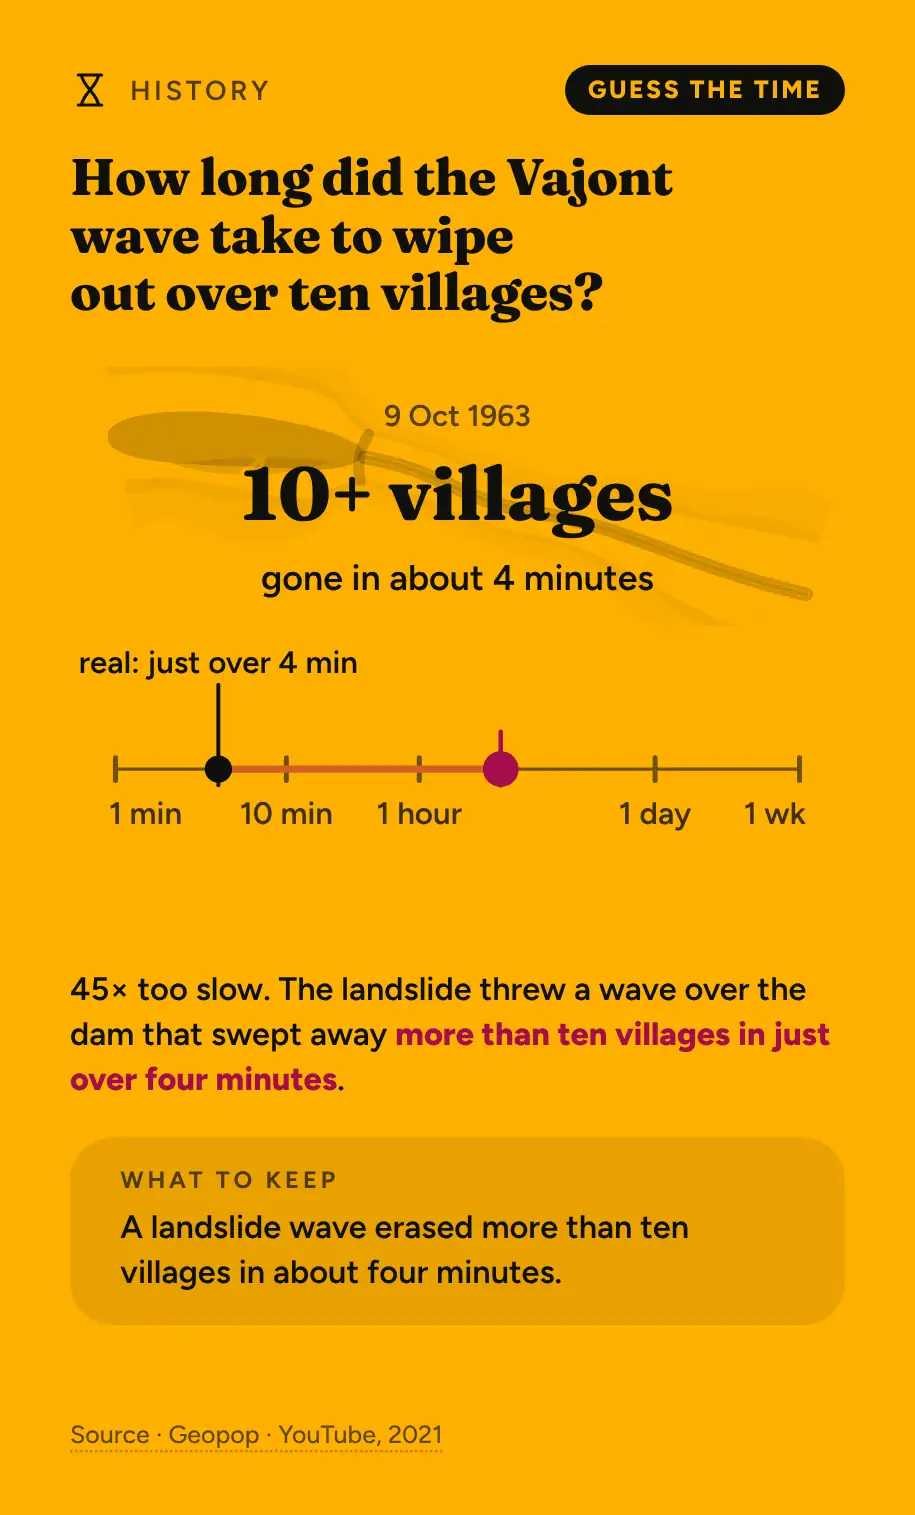 HISTORY
GUESS THE TIME
How long did the Vajont
wave take to wipe
out over ten villages?
9 Oct 1963
10+ villages
gone in about 4 minutes
real: just over 4 min
1 min
10 min
1 hour
1 day
1 wk
45× too slow. The landslide threw a wave over the
dam that swept away more than ten villages in just
over four minutes.
WHAT TO KEEP
A landslide wave erased more than ten
villages in about four minutes.
Source · Geopop · YouTube, 2021